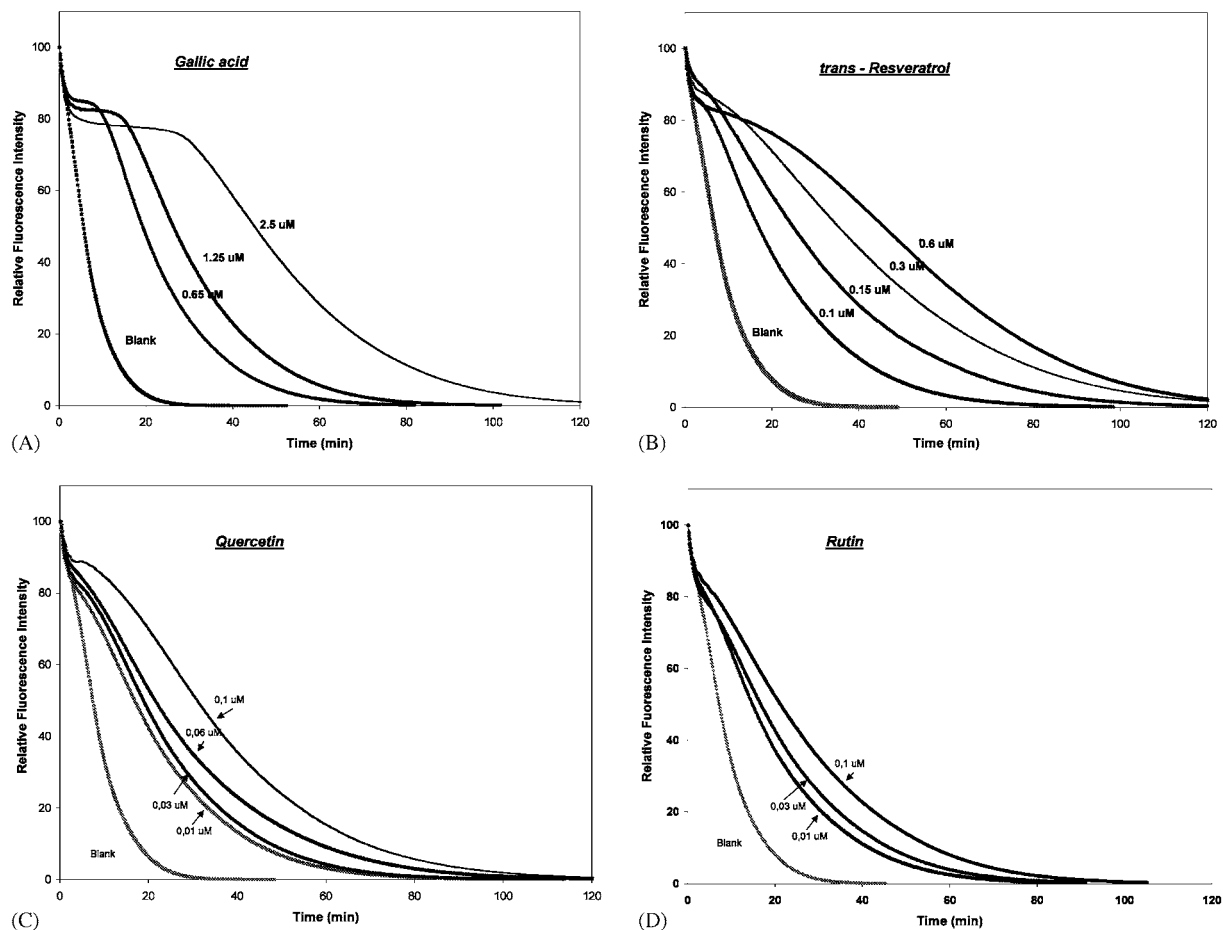 Gallic acid
Relative Fluorescence Intensity
100
80
60
40
20
0
2.5 uM
1.25 uM
0.65 uM
Blank
0
20
40
60
80
100
120
Time (min)
(A)
trans - Resveratrol
Relative Fluorescence Intensity
100
80
60
40
20
0
0.6 uM
0.3 uM
0.15 uM
0.1 uM
Blank
0
20
40
60
80
100
120
Time (min)
(B)
Quercetin
Relative Fluorescence Intensity
100
80
60
40
20
0
0,1 uM
0,06 uM
0,03 uM
0,01 uM
Blank
0
20
40
60
80
100
120
Time (min)
(C)
Rutin
Relative Fluorescence Intensity
100
80
60
40
20
0
0,1 uM
0,03 uM
0,01 uM
Blank
0
20
40
60
80
100
120
Time (min)
(D)